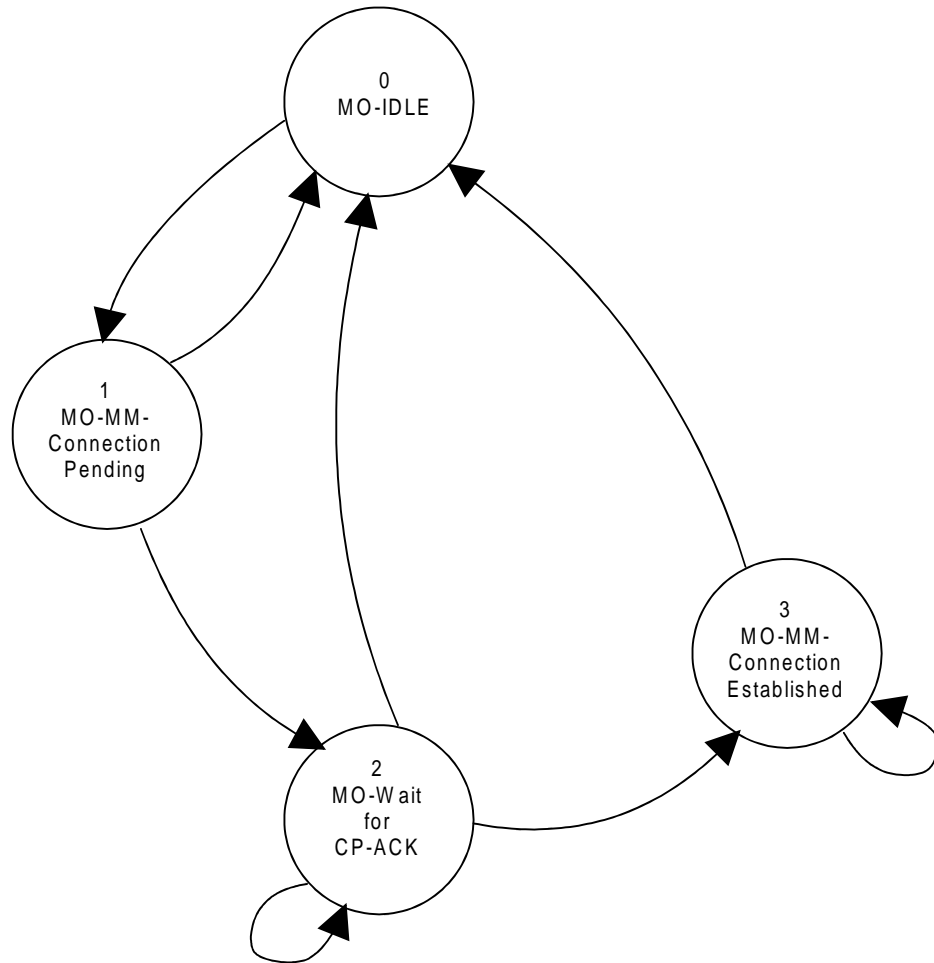 0
MO-IDLE
1
MO-MM-
Connection
Pending
2
MO-Wait
for
CP-ACK
3
MO-MM-
Connection
Established